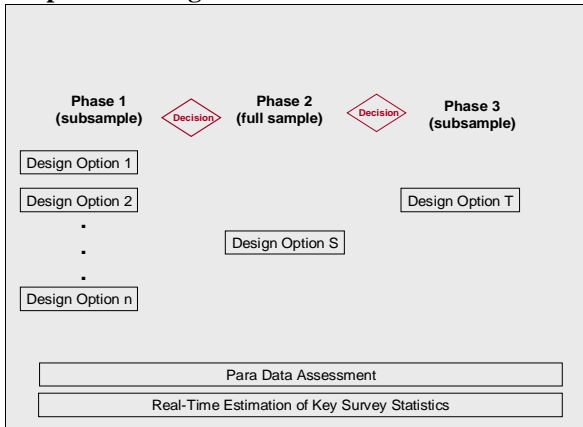 Phase 1
(subsample)
Decision
Phase 2
(full sample)
Decision
Phase 3
(subsample)
Design Option 1
Design Option 2
.
.
.
Design Option n
Design Option S
Design Option T
Para Data Assessment
Real-Time Estimation of Key Survey Statistics